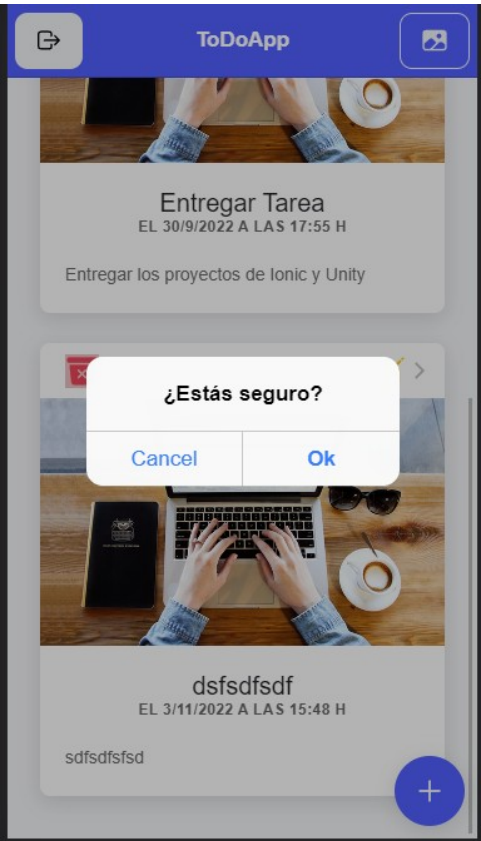 ToDoApp
Entregar Tarea
EL 30/9/2022 A LAS 17:55 H
Entregar los proyectos de Ionic y Unity
¿Estás seguro?
Cancel
Ok
dsfsdfsdf
EL 3/11/2022 A LAS 15:48 H
sdfsdfsfsd